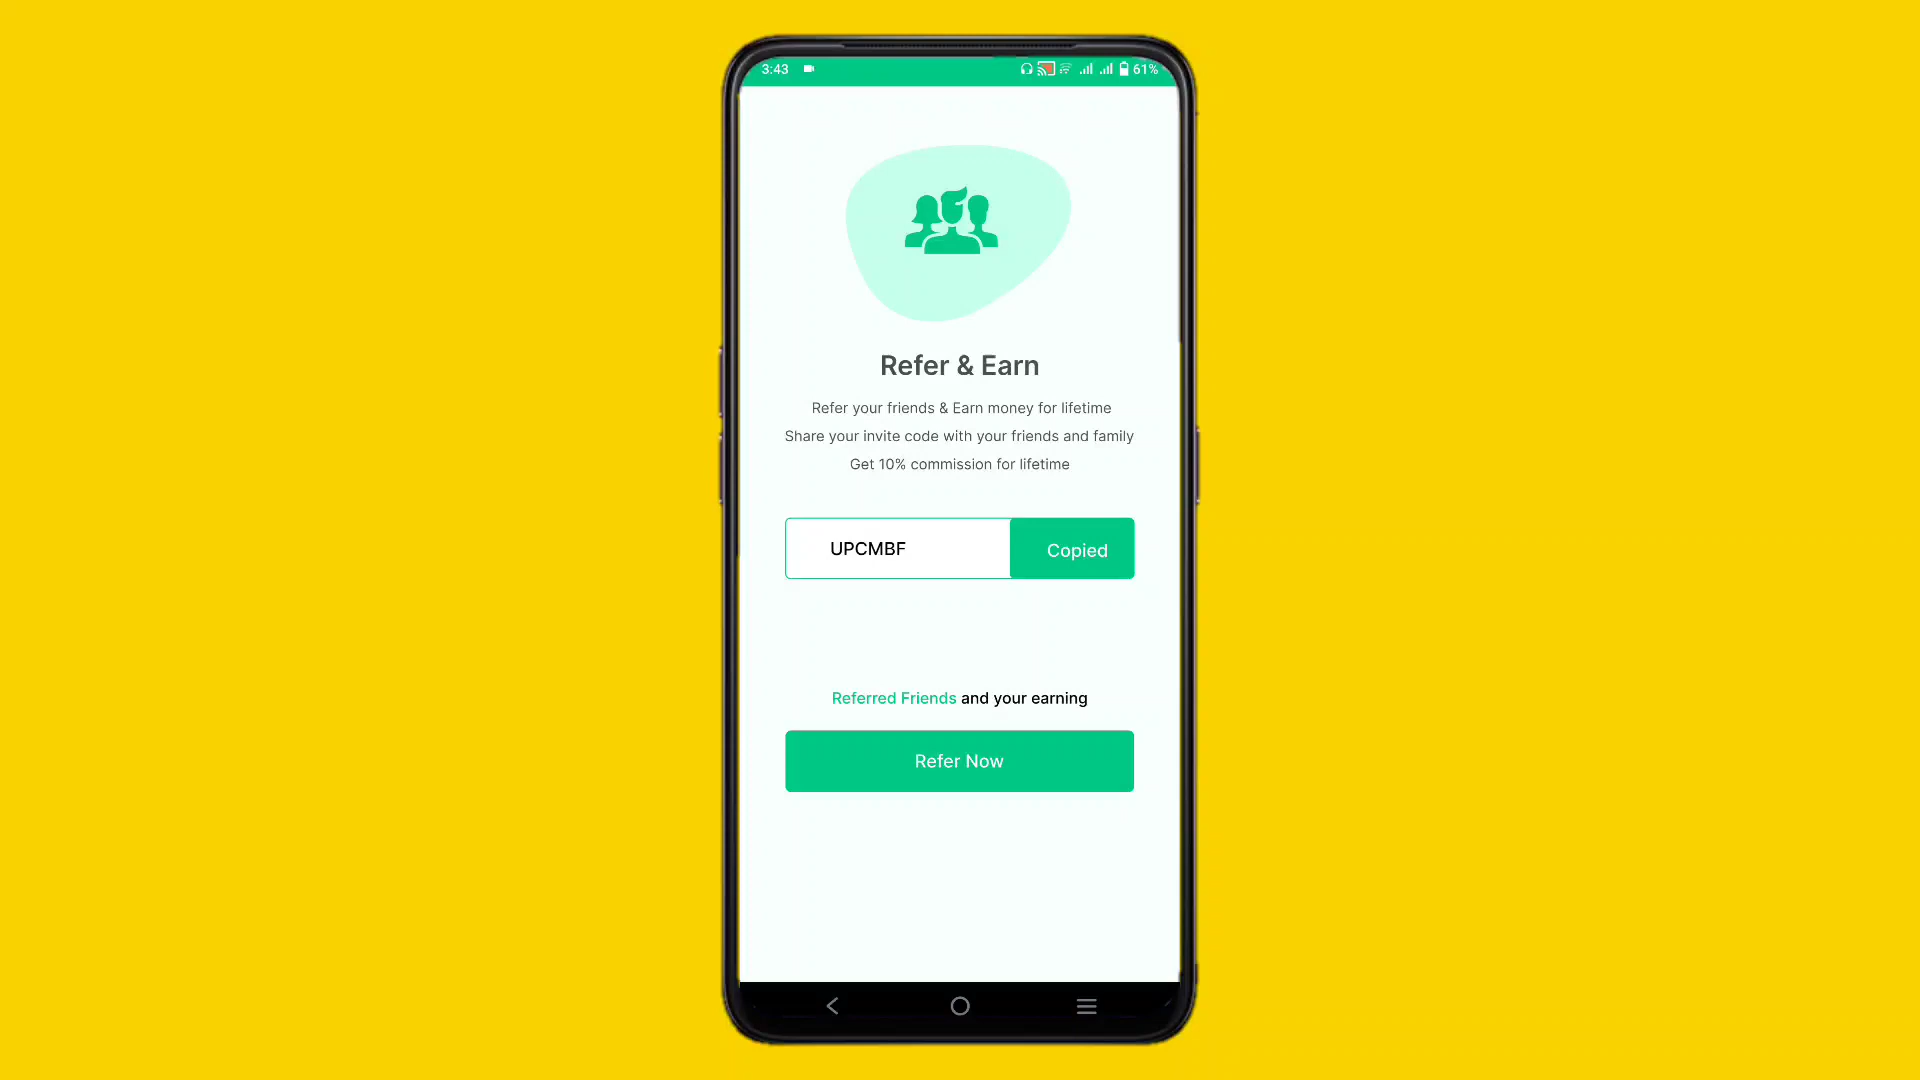 3:43
61%
Refer & Earn
Refer your friends & Earn money for lifetime
Share your invite code with your friends and family
Get 10% commission for lifetime
UPCMBF
Copied
Referred Friends and your earning
Refer Now